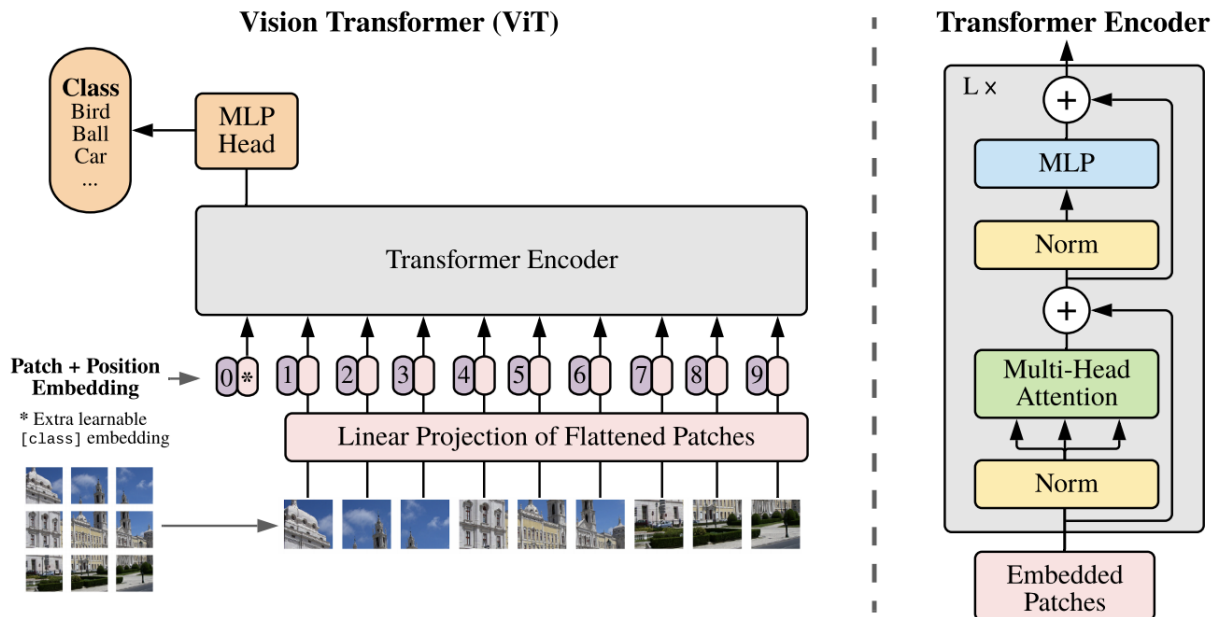 Vision Transformer (ViT)
Class
Bird
Ball
Car
...
MLP
Head
Transformer Encoder
Patch + Position
Embedding
0 * 1 2 3 4 5 6 7 8 9
* Extra learnable
[class] embedding
Linear Projection of Flattened Patches
Transformer Encoder
L ×
+
MLP
Norm
+
Multi-Head
Attention
Norm
Embedded
Patches